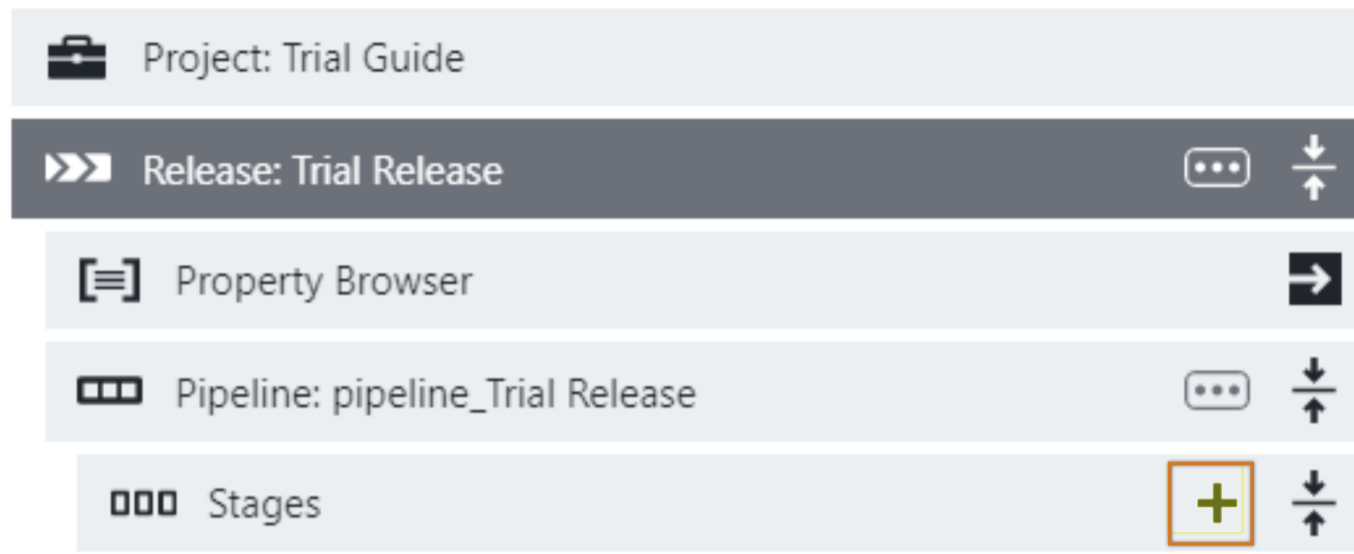 Project: Trial Guide
Release: Trial Release
Property Browser
Pipeline: pipeline_Trial Release
Stages